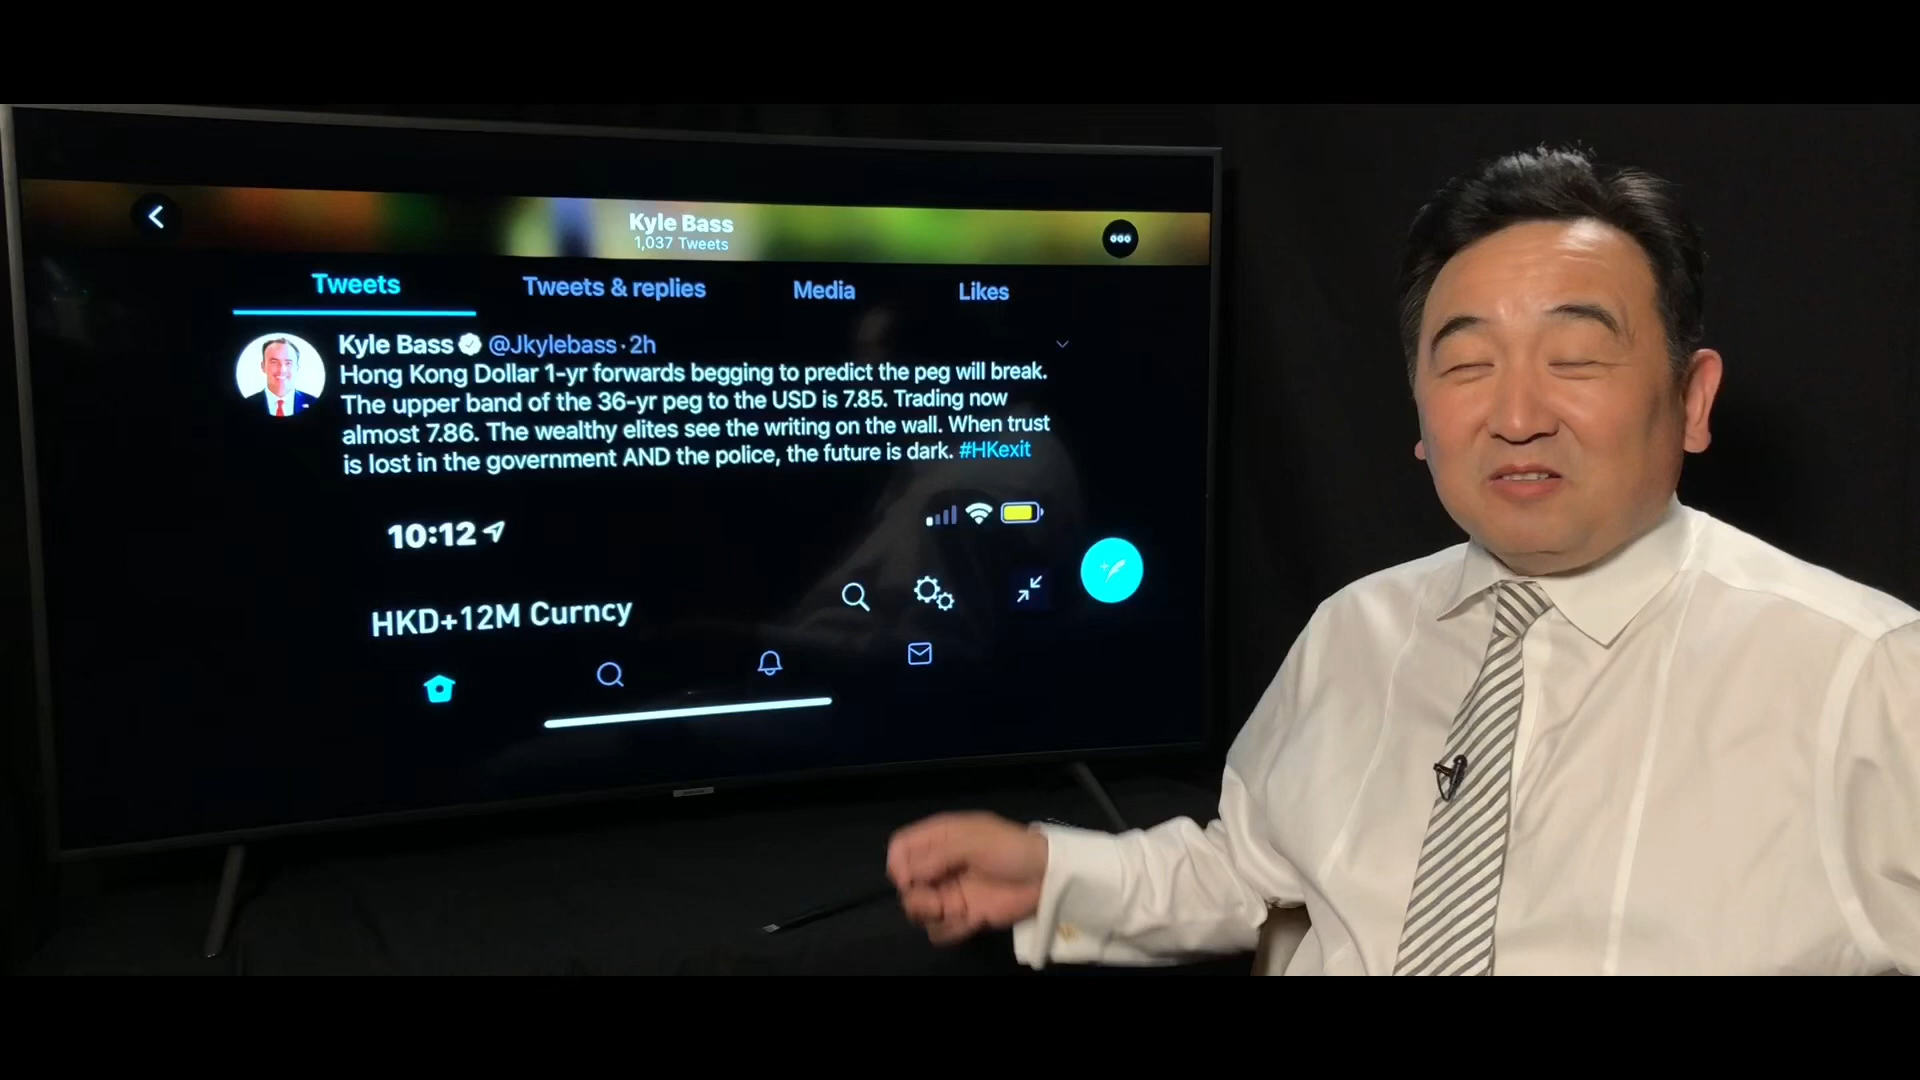 Kyle Bass
1,037 Tweets
Tweets Tweets & replies Media Likes
Kyle Bass @Jkylebass · 2h
Hong Kong Dollar 1-yr forwards begging to predict the peg will break.
The upper band of the 36-yr peg to the USD is 7.85. Trading now
almost 7.86. The wealthy elites see the writing on the wall. When trust
is lost in the government AND the police, the future is dark. #HKexit
10:12
HKD+12M Curncy